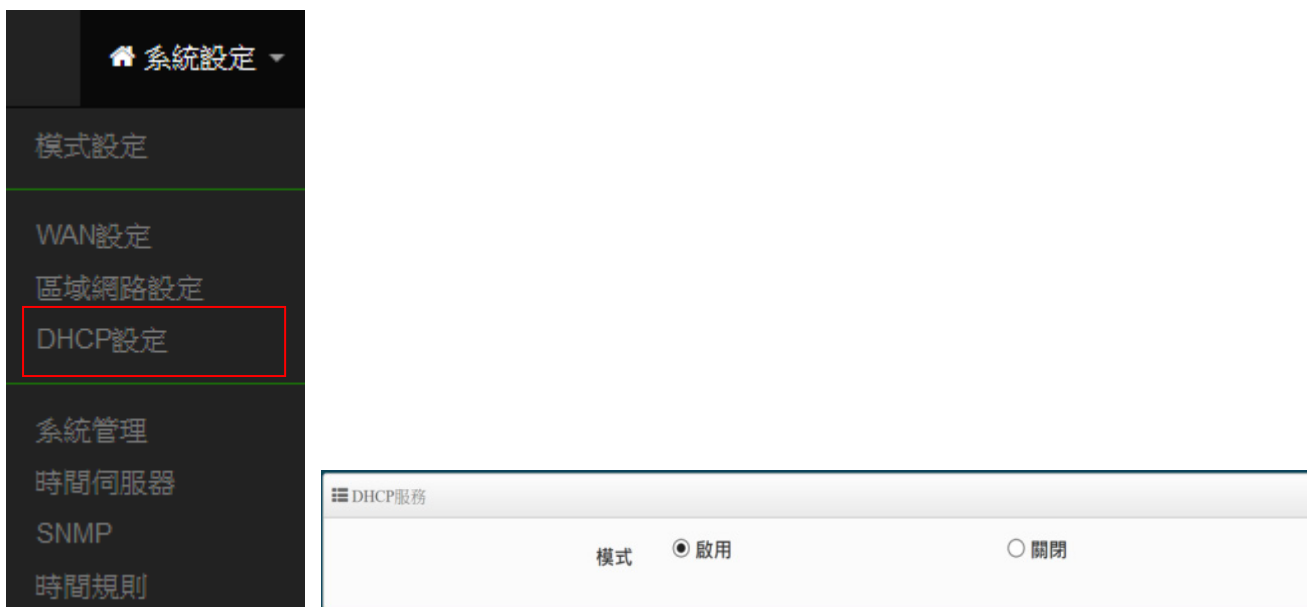 系統設定
模式設定
WAN設定
區域網路設定
DHCP設定
系統管理
時間伺服器
SNMP
時間規則
DHCP服務
模式 啟用 關閉